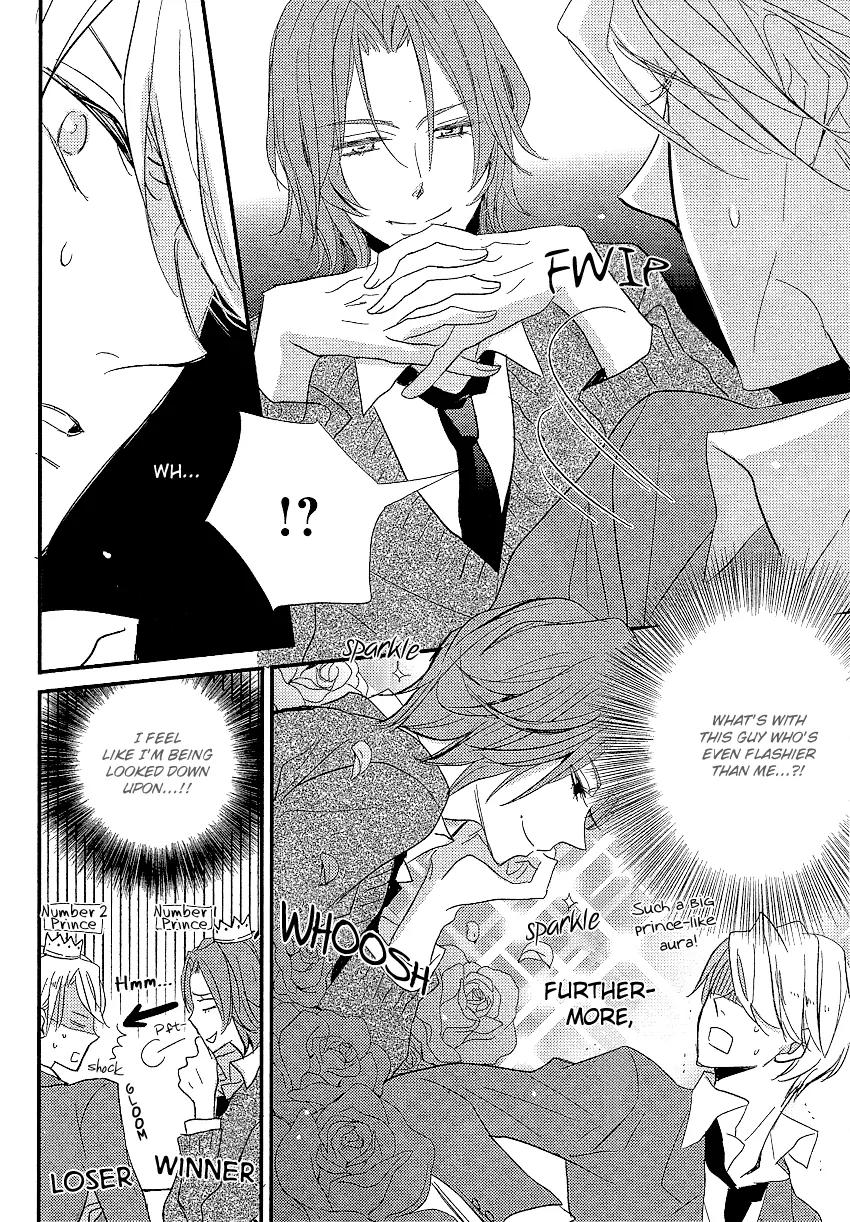 FWIP
WH...
!?
sparkle
WHAT'S WITH
THIS GUY WHO'S
EVEN FLASHIER
THAN ME...?!
WHOOSH
sparkle
Such a BIG
prince-like
aura!
FURTHER-
MORE,
I FEEL
LIKE I'M BEING
LOOKED DOWN
UPON...!!
Number 2
Prince
Number 1
Prince
Hmm...
Pft
shock
GLOOM
LOSER
WINNER